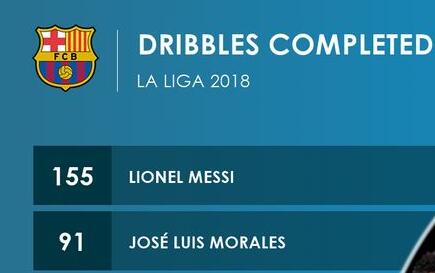 FCB
DRIBBLES COMPLETED
LA LIGA 2018
155 LIONEL MESSI
91 JOSÉ LUIS MORALES